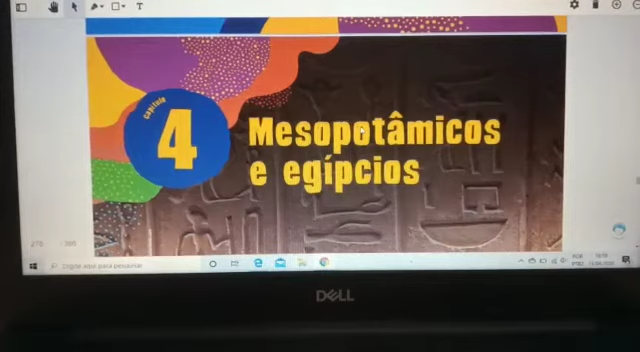 T
capítulo
4
Mesopotâmicos
e egípcios
Digite aqui para pesquisar
DELL